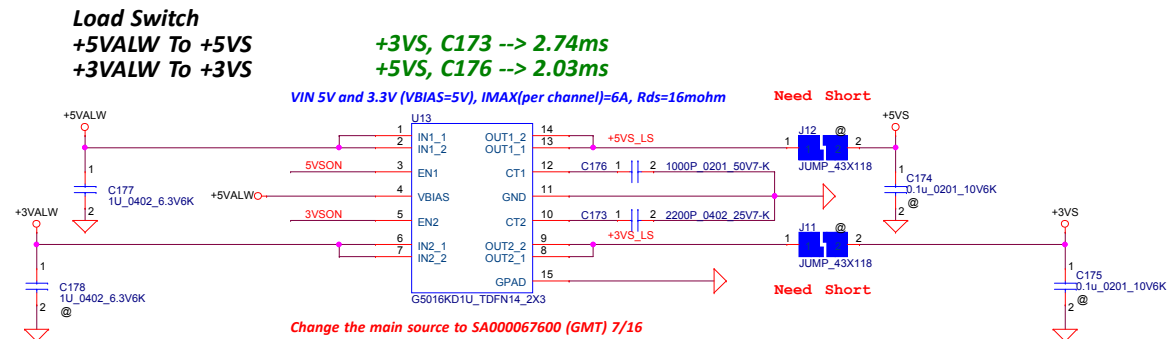 Load Switch
+5VALW To +5VS
+3VALW To +3VS
+3VS, C173 --> 2.74ms
+5VS, C176 --> 2.03ms
VIN 5V and 3.3V (VBIAS=5V), IMAX(per channel)=6A, Rds=16mohm
Need Short
+5VALW
U13
1 IN1_1
2 IN1_2
OUT1_2 14
OUT1_1 13
+5VS_LS
J12 @
1 1 2 2
JUMP_43X118
+5VS
5VSON
3 EN1
CT1 12
C176 1 2 1000P_0201_50V7-K
1
C177
1U_0402_6.3V6K
2
+5VALW
4 VBIAS
GND 11
1
C174
0.1u_0201_10V6K
2 @
3VSON
5 EN2
CT2 10
C173 1 2 2200P_0402_25V7-K
+3VALW
6 IN2_1
7 IN2_2
OUT2_2 9
OUT2_1 8
+3VS_LS
J11 @
1 1 2 2
JUMP_43X118
+3VS
GPAD 15
Need Short
1
C178
1U_0402_6.3V6K
2 @
1
C175
0.1u_0201_10V6K
2 @
G5016KD1U_TDFN14_2X3
Change the main source to SA000067600 (GMT) 7/16